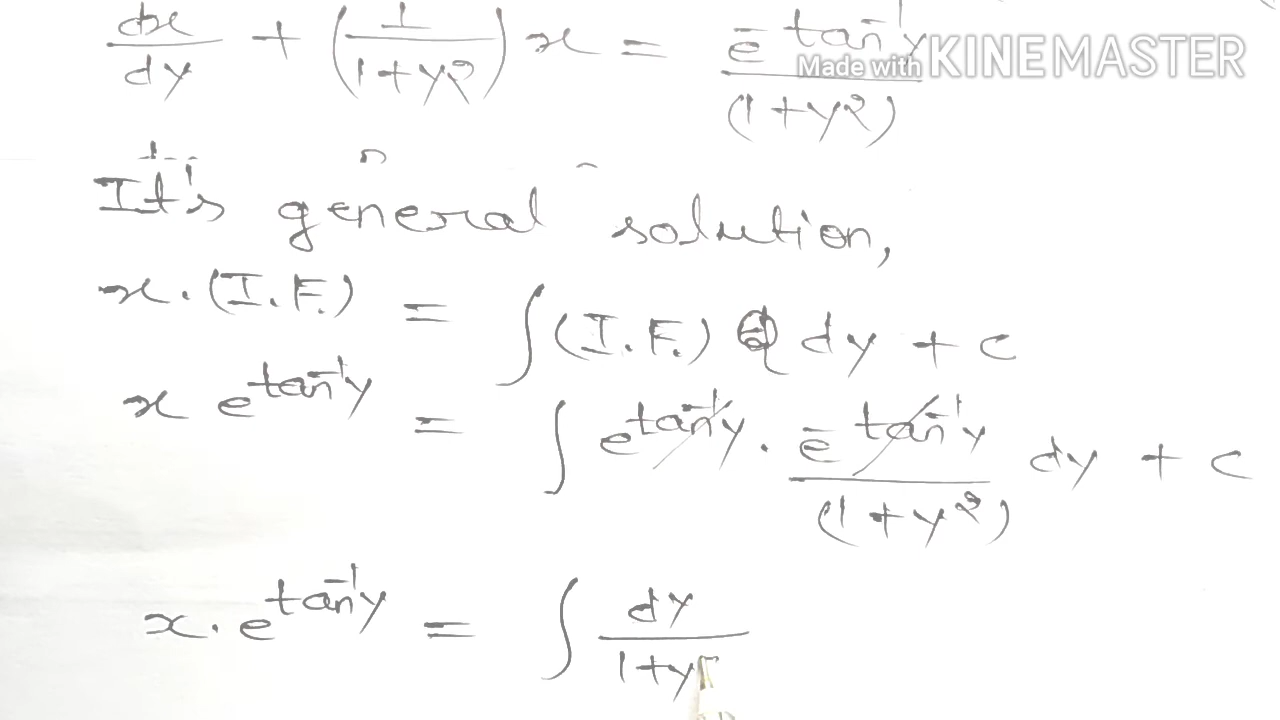 dx/dy + (1/1+y²) x = e^-tan⁻¹y/(1+y²)
Made with KINEMASTER
It's general solution,
x.(I.F.) = ∫(I.F.) Q dy + c
x e^tan⁻¹y = ∫ e^tan⁻¹y . e^-tan⁻¹y/(1+y²) dy + c
x. e^tan⁻¹y = ∫ dy/1+y